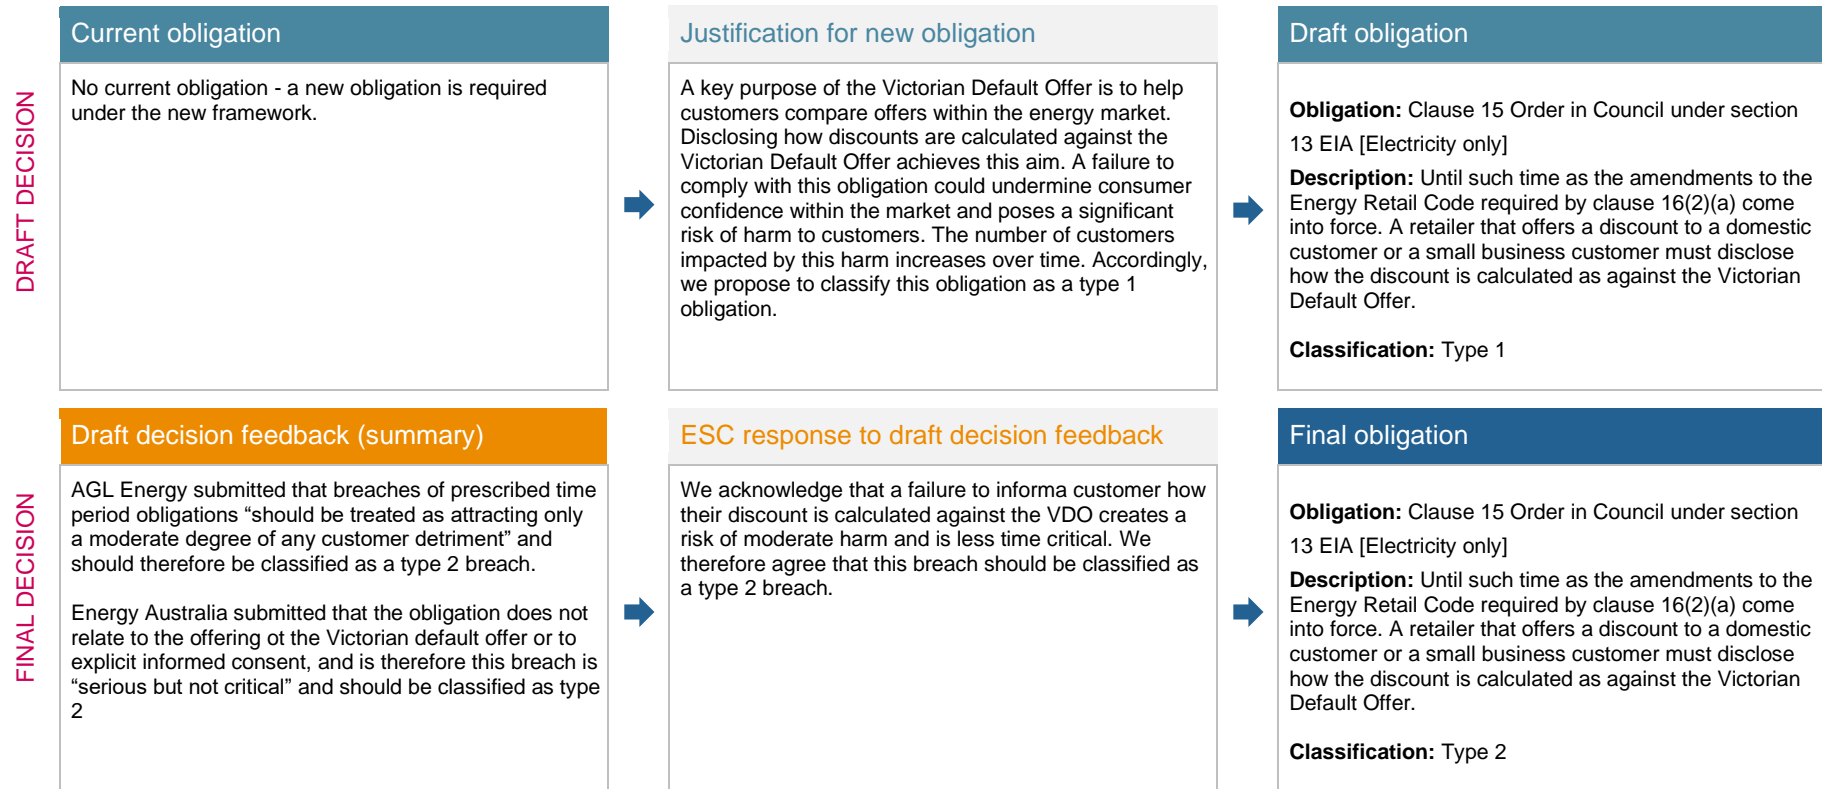 DRAFT DECISION
Current obligation
No current obligation - a new obligation is required
under the new framework.
Justification for new obligation
A key purpose of the Victorian Default Offer is to help
customers compare offers within the energy market.
Disclosing how discounts are calculated against the
Victorian Default Offer achieves this aim. A failure to
comply with this obligation could undermine consumer
confidence within the market and poses a significant
risk of harm to customers. The number of customers
impacted by this harm increases over time. Accordingly,
we propose to classify this obligation as a type 1
obligation.
Draft obligation
Obligation: Clause 15 Order in Council under section
13 EIA [Electricity only]
Description: Until such time as the amendments to the
Energy Retail Code required by clause 16(2)(a) come
into force. A retailer that offers a discount to a domestic
customer or a small business customer must disclose
how the discount is calculated as against the Victorian
Default Offer.
Classification: Type 1
FINAL DECISION
Draft decision feedback (summary)
AGL Energy submitted that breaches of prescribed time
period obligations “should be treated as attracting only
a moderate degree of any customer detriment” and
should therefore be classified as a type 2 breach.
Energy Australia submitted that the obligation does not
relate to the offering ot the Victorian default offer or to
explicit informed consent, and is therefore this breach is
“serious but not critical” and should be classified as type
2
ESC response to draft decision feedback
We acknowledge that a failure to informa customer how
their discount is calculated against the VDO creates a
risk of moderate harm and is less time critical. We
therefore agree that this breach should be classified as
a type 2 breach.
Final obligation
Obligation: Clause 15 Order in Council under section
13 EIA [Electricity only]
Description: Until such time as the amendments to the
Energy Retail Code required by clause 16(2)(a) come
into force. A retailer that offers a discount to a domestic
customer or a small business customer must disclose
how the discount is calculated as against the Victorian
Default Offer.
Classification: Type 2